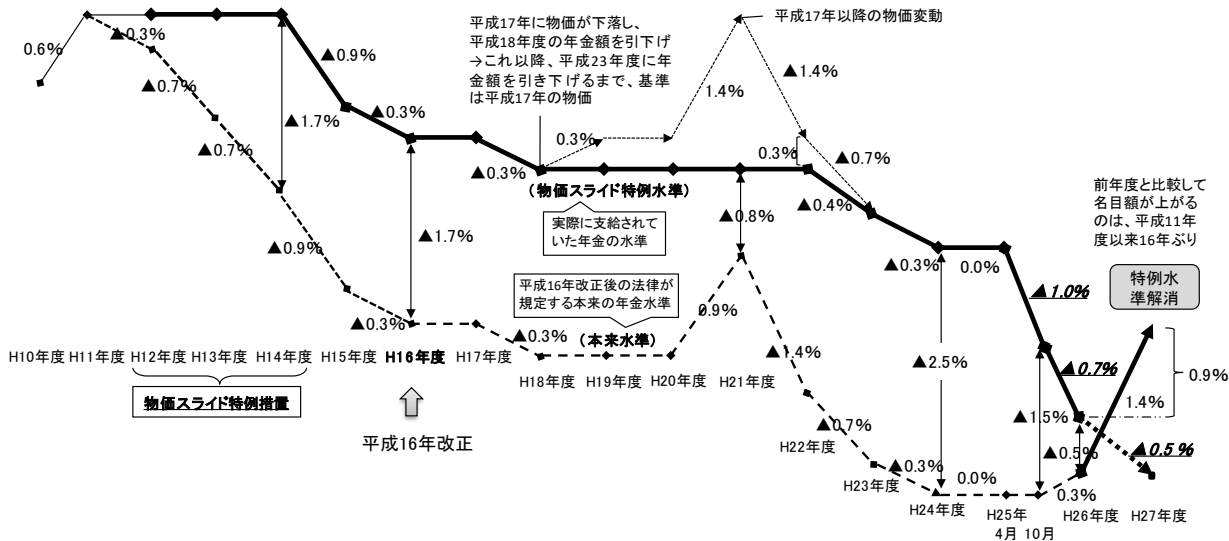 0.6%
▲0.3%
▲0.7%
▲0.7%
▲0.9%
▲1.7%
▲0.9%
▲0.3%
▲1.7%
▲0.3%
▲0.3%
平成17年に物価が下落し、
平成18年度の年金額を引下げ
→これ以降、平成23年度に年
金額を引き下げるまで、基準
は平成17年の物価
平成17年以降の物価変動
0.3%
1.4%
▲1.4%
0.3%
▲0.7%
▲0.4%
(物価スライド特例水準)
実際に支給されて
いた年金の水準
▲0.8%
平成16年改正後の法律が
規定する本来の年金水準
(本来水準)
▲0.3%
0.9%
▲1.4%
▲0.7%
▲0.3%
0.0%
▲0.3%
0.0%
▲2.5%
前年度と比較して
名目額が上がる
のは、平成11年
度以来16年ぶり
特例水
準解消
▲1.0%
▲0.7%
▲1.5%
▲0.5%
0.3%
1.4%
0.9%
▲0.5%
H10年度
H11年度
H12年度
H13年度
H14年度
H15年度
H16年度
H17年度
H18年度
H19年度
H20年度
H21年度
H22年度
H23年度
H24年度
H25年
4月 10月
H26年度
H27年度
物価スライド特例措置
平成16年改正